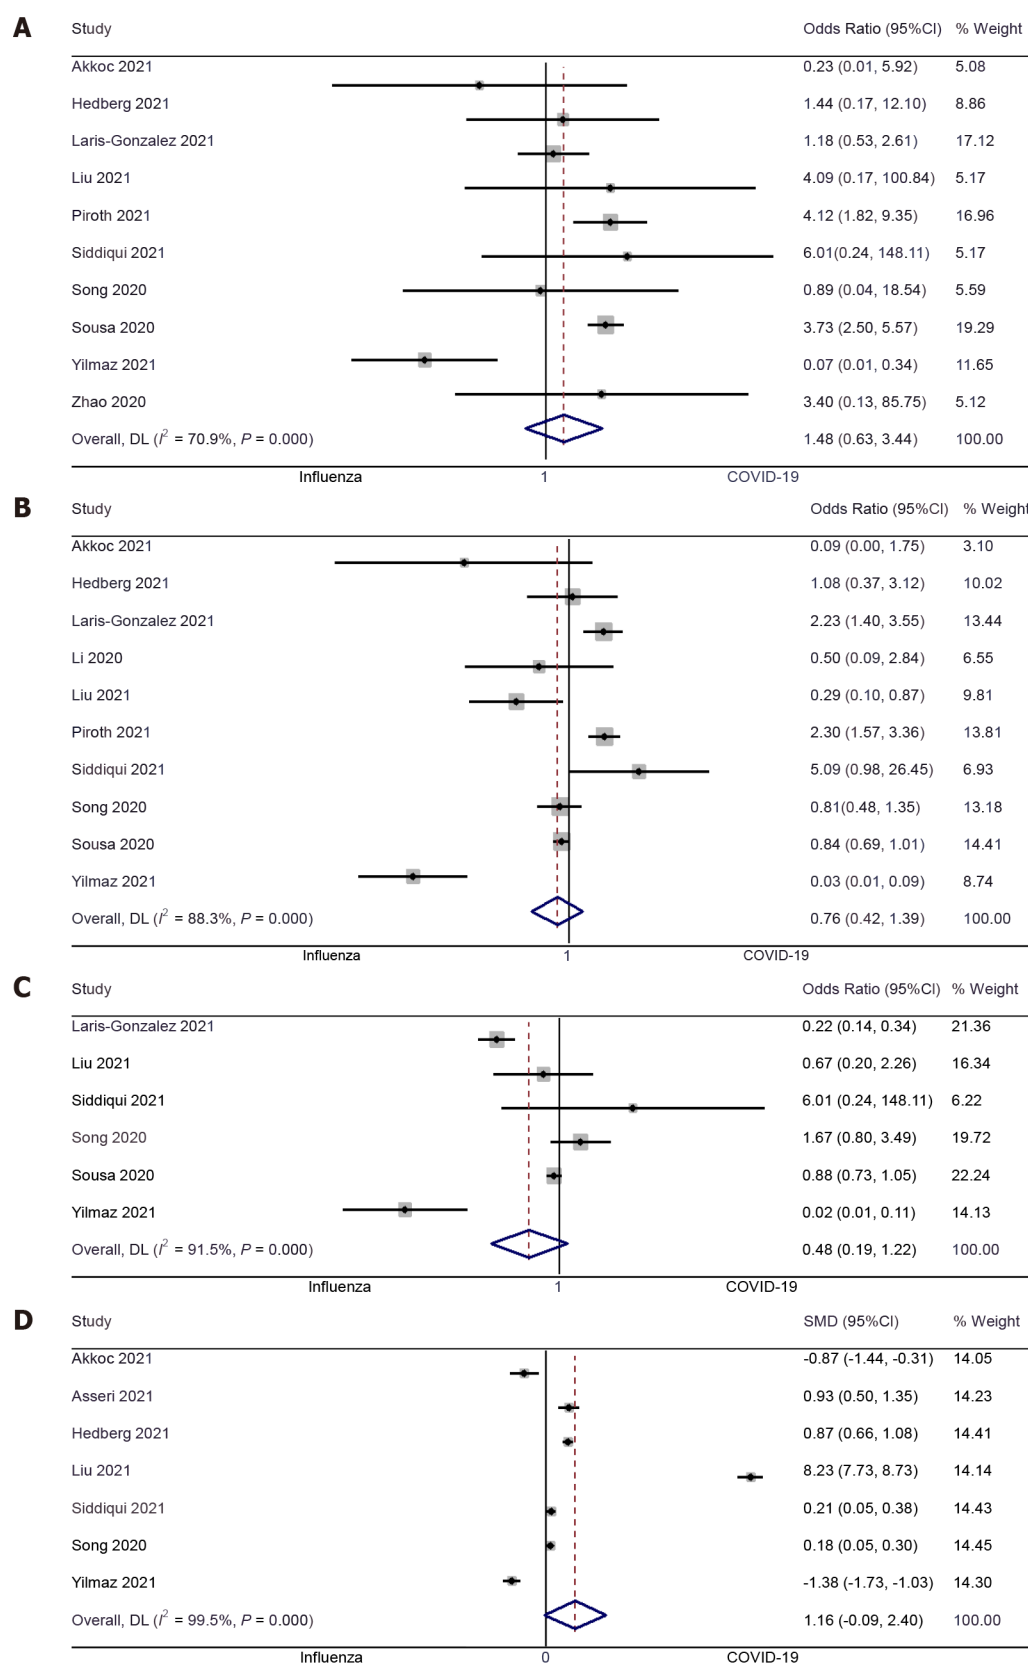 A
Study Odds Ratio (95%CI) % Weight
Akkoc 2021 0.23 (0.01, 5.92) 5.08
Hedberg 2021 1.44 (0.17, 12.10) 8.86
Laris-Gonzalez 2021 1.18 (0.53, 2.61) 17.12
Liu 2021 4.09 (0.17, 100.84) 5.17
Piroth 2021 4.12 (1.82, 9.35) 16.96
Siddiqui 2021 6.01(0.24, 148.11) 5.17
Song 2020 0.89 (0.04, 18.54) 5.59
Sousa 2020 3.73 (2.50, 5.57) 19.29
Yilmaz 2021 0.07 (0.01, 0.34) 11.65
Zhao 2020 3.40 (0.13, 85.75) 5.12
Overall, DL (I² = 70.9%, P = 0.000) 1.48 (0.63, 3.44) 100.00
Influenza 1 COVID-19
B
Study Odds Ratio (95%CI) % Weight
Akkoc 2021 0.09 (0.00, 1.75) 3.10
Hedberg 2021 1.08 (0.37, 3.12) 10.02
Laris-Gonzalez 2021 2.23 (1.40, 3.55) 13.44
Li 2020 0.50 (0.09, 2.84) 6.55
Liu 2021 0.29 (0.10, 0.87) 9.81
Piroth 2021 2.30 (1.57, 3.36) 13.81
Siddiqui 2021 5.09 (0.98, 26.45) 6.93
Song 2020 0.81(0.48, 1.35) 13.18
Sousa 2020 0.84 (0.69, 1.01) 14.41
Yilmaz 2021 0.03 (0.01, 0.09) 8.74
Overall, DL (I² = 88.3%, P = 0.000) 0.76 (0.42, 1.39) 100.00
Influenza 1 COVID-19
C
Study Odds Ratio (95%CI) % Weight
Laris-Gonzalez 2021 0.22 (0.14, 0.34) 21.36
Liu 2021 0.67 (0.20, 2.26) 16.34
Siddiqui 2021 6.01 (0.24, 148.11) 6.22
Song 2020 1.67 (0.80, 3.49) 19.72
Sousa 2020 0.88 (0.73, 1.05) 22.24
Yilmaz 2021 0.02 (0.01, 0.11) 14.13
Overall, DL (I² = 91.5%, P = 0.000) 0.48 (0.19, 1.22) 100.00
Influenza 1 COVID-19
D
Study SMD (95%CI) % Weight
Akkoc 2021 -0.87 (-1.44, -0.31) 14.05
Asseri 2021 0.93 (0.50, 1.35) 14.23
Hedberg 2021 0.87 (0.66, 1.08) 14.41
Liu 2021 8.23 (7.73, 8.73) 14.14
Siddiqui 2021 0.21 (0.05, 0.38) 14.43
Song 2020 0.18 (0.05, 0.30) 14.45
Yilmaz 2021 -1.38 (-1.73, -1.03) 14.30
Overall, DL (I² = 99.5%, P = 0.000) 1.16 (-0.09, 2.40) 100.00
Influenza 0 COVID-19